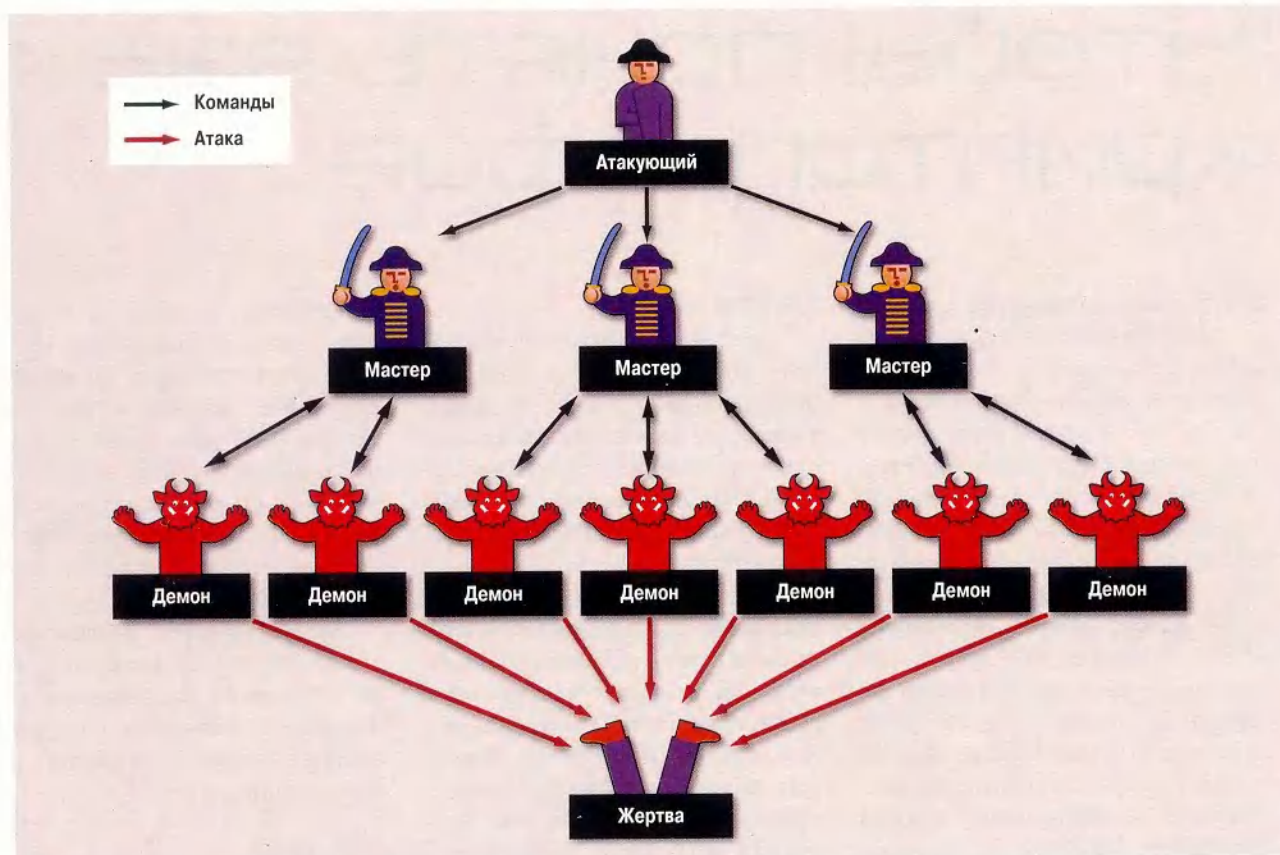 Команды
Атака
Атакующий
Мастер
Мастер
Мастер
Демон
Демон
Демон
Демон
Демон
Демон
Демон
Жертва